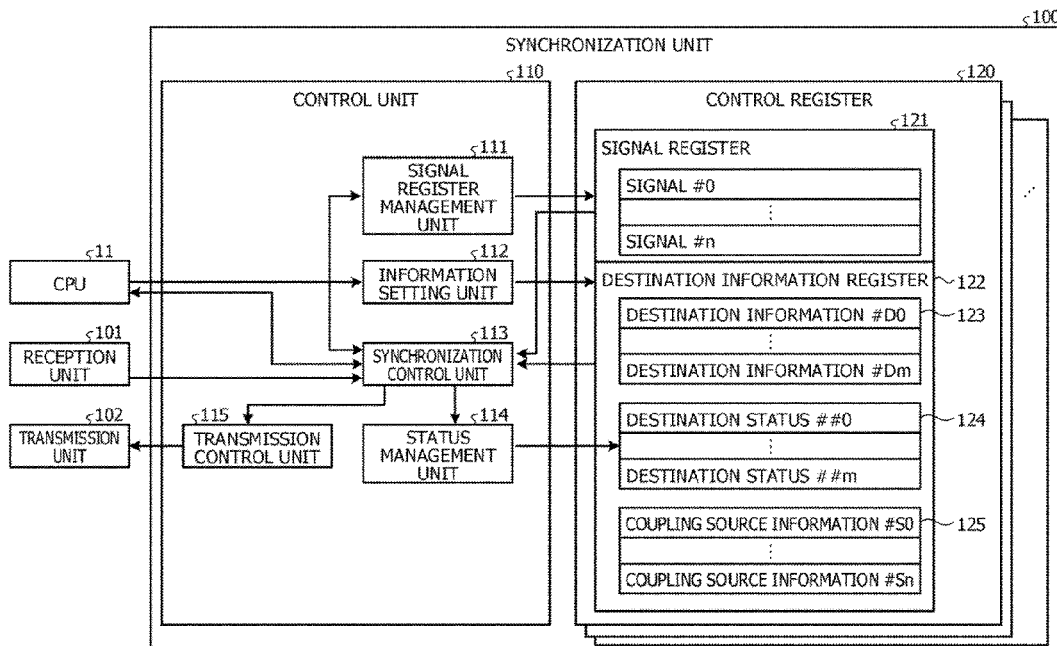 100
SYNCHRONIZATION UNIT
110
CONTROL UNIT
120
CONTROL REGISTER
111
SIGNAL
REGISTER
MANAGEMENT
UNIT
121
SIGNAL REGISTER
SIGNAL #0
SIGNAL #n
11
CPU
112
INFORMATION
SETTING UNIT
DESTINATION INFORMATION REGISTER
122
DESTINATION INFORMATION #D0
123
DESTINATION INFORMATION #Dm
101
RECEPTION
UNIT
113
SYNCHRONIZATION
CONTROL UNIT
102
TRANSMISSION
UNIT
115
TRANSMISSION
CONTROL UNIT
114
STATUS
MANAGEMENT
UNIT
DESTINATION STATUS ##0
124
DESTINATION STATUS ##m
COUPLING SOURCE INFORMATION #S0
125
COUPLING SOURCE INFORMATION #Sn